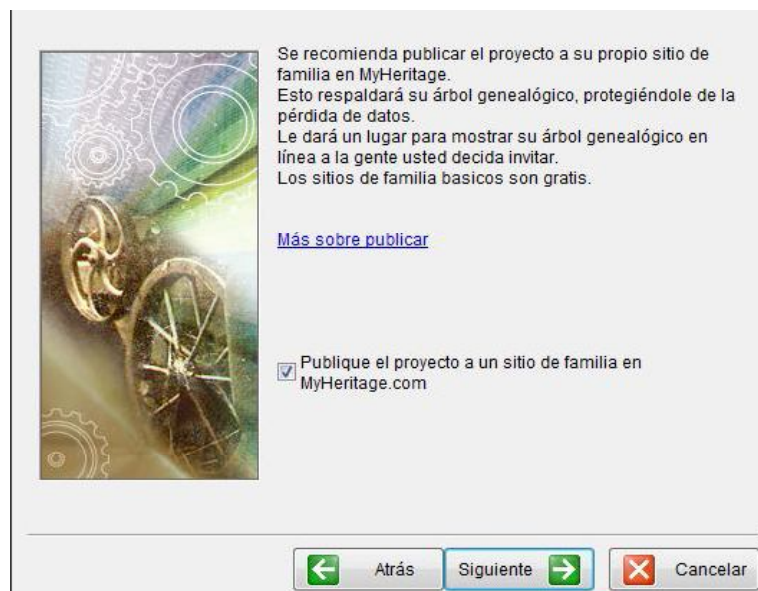 Se recomienda publicar el proyecto a su propio sitio de
familia en MyHeritage.
Esto respaldará su árbol genealógico, protegiéndole de la
pérdida de datos.
Le dará un lugar para mostrar su árbol genealógico en
línea a la gente usted decida invitar.
Los sitios de familia basicos son gratis.
Más sobre publicar
Publique el proyecto a un sitio de familia en
MyHeritage.com
Atrás
Siguiente
Cancelar